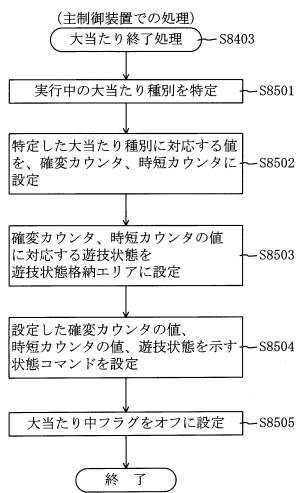 (主制御装置での処理)
大当たり終了処理
S8403
実行中の大当たり種別を特定
S8501
特定した大当たり種別に対応する値
を、確変カウンタ、時短カウンタに
設定
S8502
確変カウンタ、時短カウンタの値
に対応する遊技状態を
遊技状態格納エリアに設定
S8503
設定した確変カウンタの値、
時短カウンタの値、遊技状態を示す
状態コマンドを設定
S8504
大当たり中フラグをオフに設定
S8505
終 了